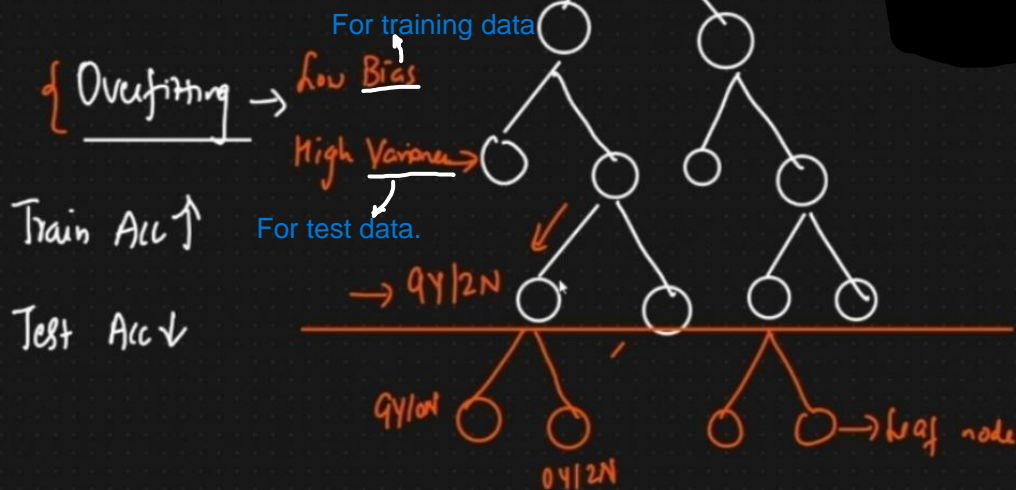 For training data
{ Overfitting → Low Bias
High Variance →
For test data.
Train Acc ↑
→ 9Y|2N
Test Acc ↓
9Y|0N
→ Leaf node
0Y|2N